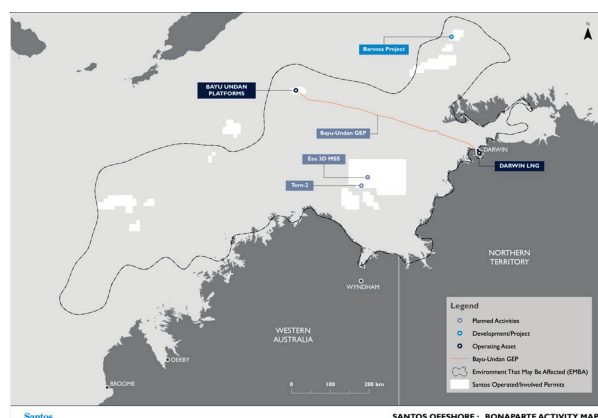 Barossa Project
N
BAYU UNDAN
PLATFORMS
Bayu-Undan GEP
DARWIN
DARWIN LNG
Eos 3D MSS
Tern-2
NORTHERN
TERRITORY
WYNDHAM
WESTERN
AUSTRALIA
DERBY
BROOME
0 100 200 km
Legend
Planned Activities
Development/Project
Operating Asset
Bayu-Undan GEP
Environment That May Be Affected (EMBA)
Santos Operated/Involved Permits
Santos
SANTOS OFFSHORE : BONAPARTE ACTIVITY MAP